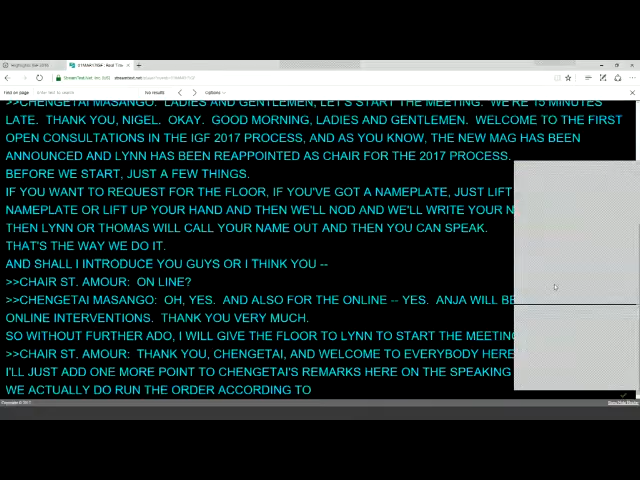 Find on page
Enter text to search
No results
Options
>>CHENGETAI MASANGO:  LADIES AND GENTLEMEN, LET'S START THE MEETING.  WE'RE 15 MINUTES
LATE.  THANK YOU, NIGEL.  OKAY.  GOOD MORNING, LADIES AND GENTLEMEN.  WELCOME TO THE FIRST
OPEN CONSULTATIONS IN THE IGF 2017 PROCESS, AND AS YOU KNOW, THE NEW MAG HAS BEEN
ANNOUNCED AND LYNN HAS BEEN REAPPOINTED AS CHAIR FOR THE 2017 PROCESS.
BEFORE WE START, JUST A FEW THINGS.
IF YOU WANT TO REQUEST FOR THE FLOOR, IF YOU'VE GOT A NAMEPLATE, JUST LIFT
NAMEPLATE OR LIFT UP YOUR HAND AND THEN WE'LL NOD AND WE'LL WRITE YOUR N
THEN LYNN OR THOMAS WILL CALL YOUR NAME OUT AND THEN YOU CAN SPEAK.
THAT'S THE WAY WE DO IT.
AND SHALL I INTRODUCE YOU GUYS OR I THINK YOU --
>>CHAIR ST. AMOUR:  ON LINE?
>>CHENGETAI MASANGO:  OH, YES.  AND ALSO FOR THE ONLINE -- YES.  ANJA WILL BE
ONLINE INTERVENTIONS.  THANK YOU VERY MUCH.
SO WITHOUT FURTHER ADO, I WILL GIVE THE FLOOR TO LYNN TO START THE MEETING
>>CHAIR ST. AMOUR:  THANK YOU, CHENGETAI, AND WELCOME TO EVERYBODY HERE
I'LL JUST ADD ONE MORE POINT TO CHENGETAI'S REMARKS HERE ON THE SPEAKING
WE ACTUALLY DO RUN THE ORDER ACCORDING TO